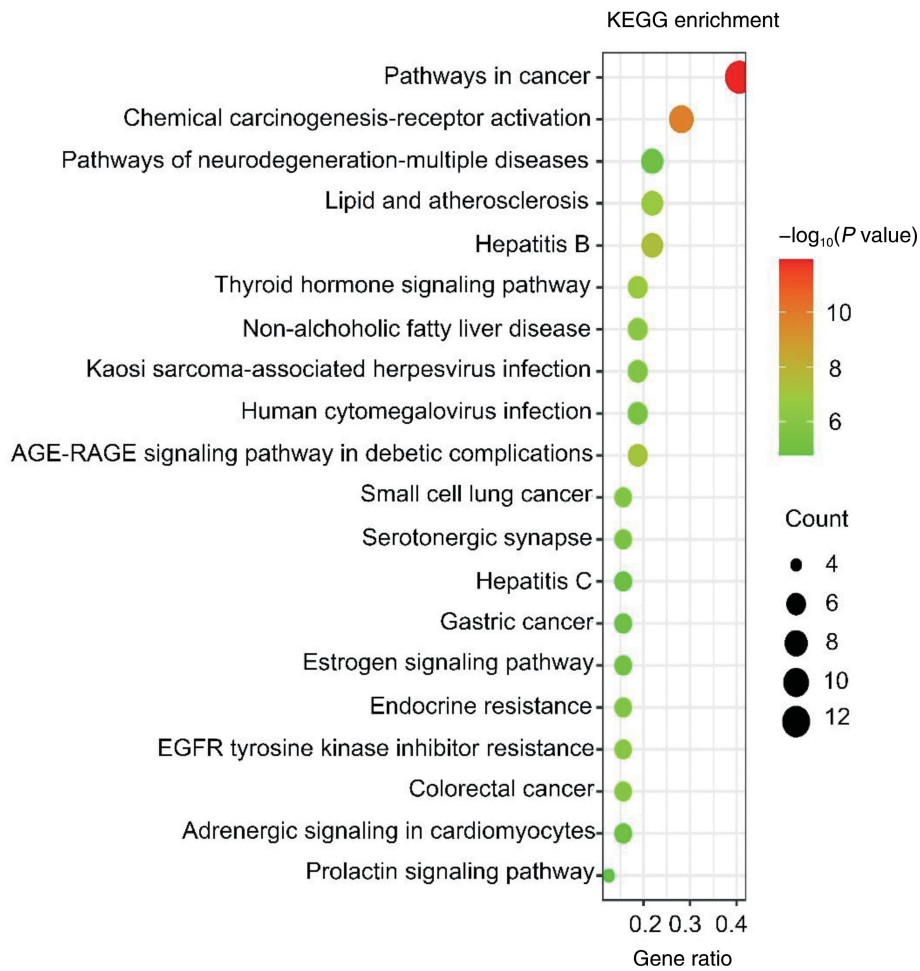 KEGG enrichment
Pathways in cancer
Chemical carcinogenesis-receptor activation
Pathways of neurodegeneration-multiple diseases
Lipid and atherosclerosis
Hepatitis B
Thyroid hormone signaling pathway
Non-alchoholic fatty liver disease
Kaosi sarcoma-associated herpesvirus infection
Human cytomegalovirus infection
AGE-RAGE signaling pathway in debetic complications
Small cell lung cancer
Serotonergic synapse
Hepatitis C
Gastric cancer
Estrogen signaling pathway
Endocrine resistance
EGFR tyrosine kinase inhibitor resistance
Colorectal cancer
Adrenergic signaling in cardiomyocytes
Prolactin signaling pathway
0.2 0.3 0.4
Gene ratio
−log₁₀(P value)
10
8
6
Count
4
6
8
10
12